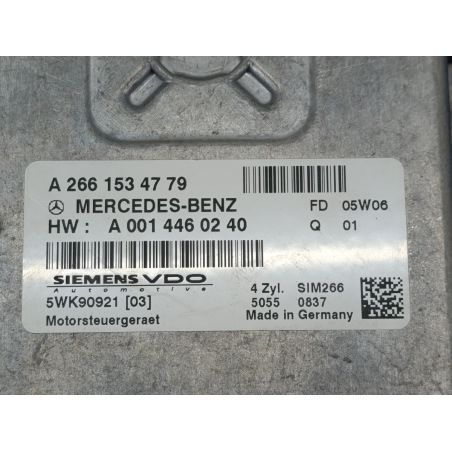 A 266 153 47 79
MERCEDES-BENZ FD 05W06
HW : A 001 446 02 40 Q 01
SIEMENS VDO
Automotive
4 Zyl. SIM266
5WK90921 [03] 5055 0837
Motorsteuergeraet Made in Germany